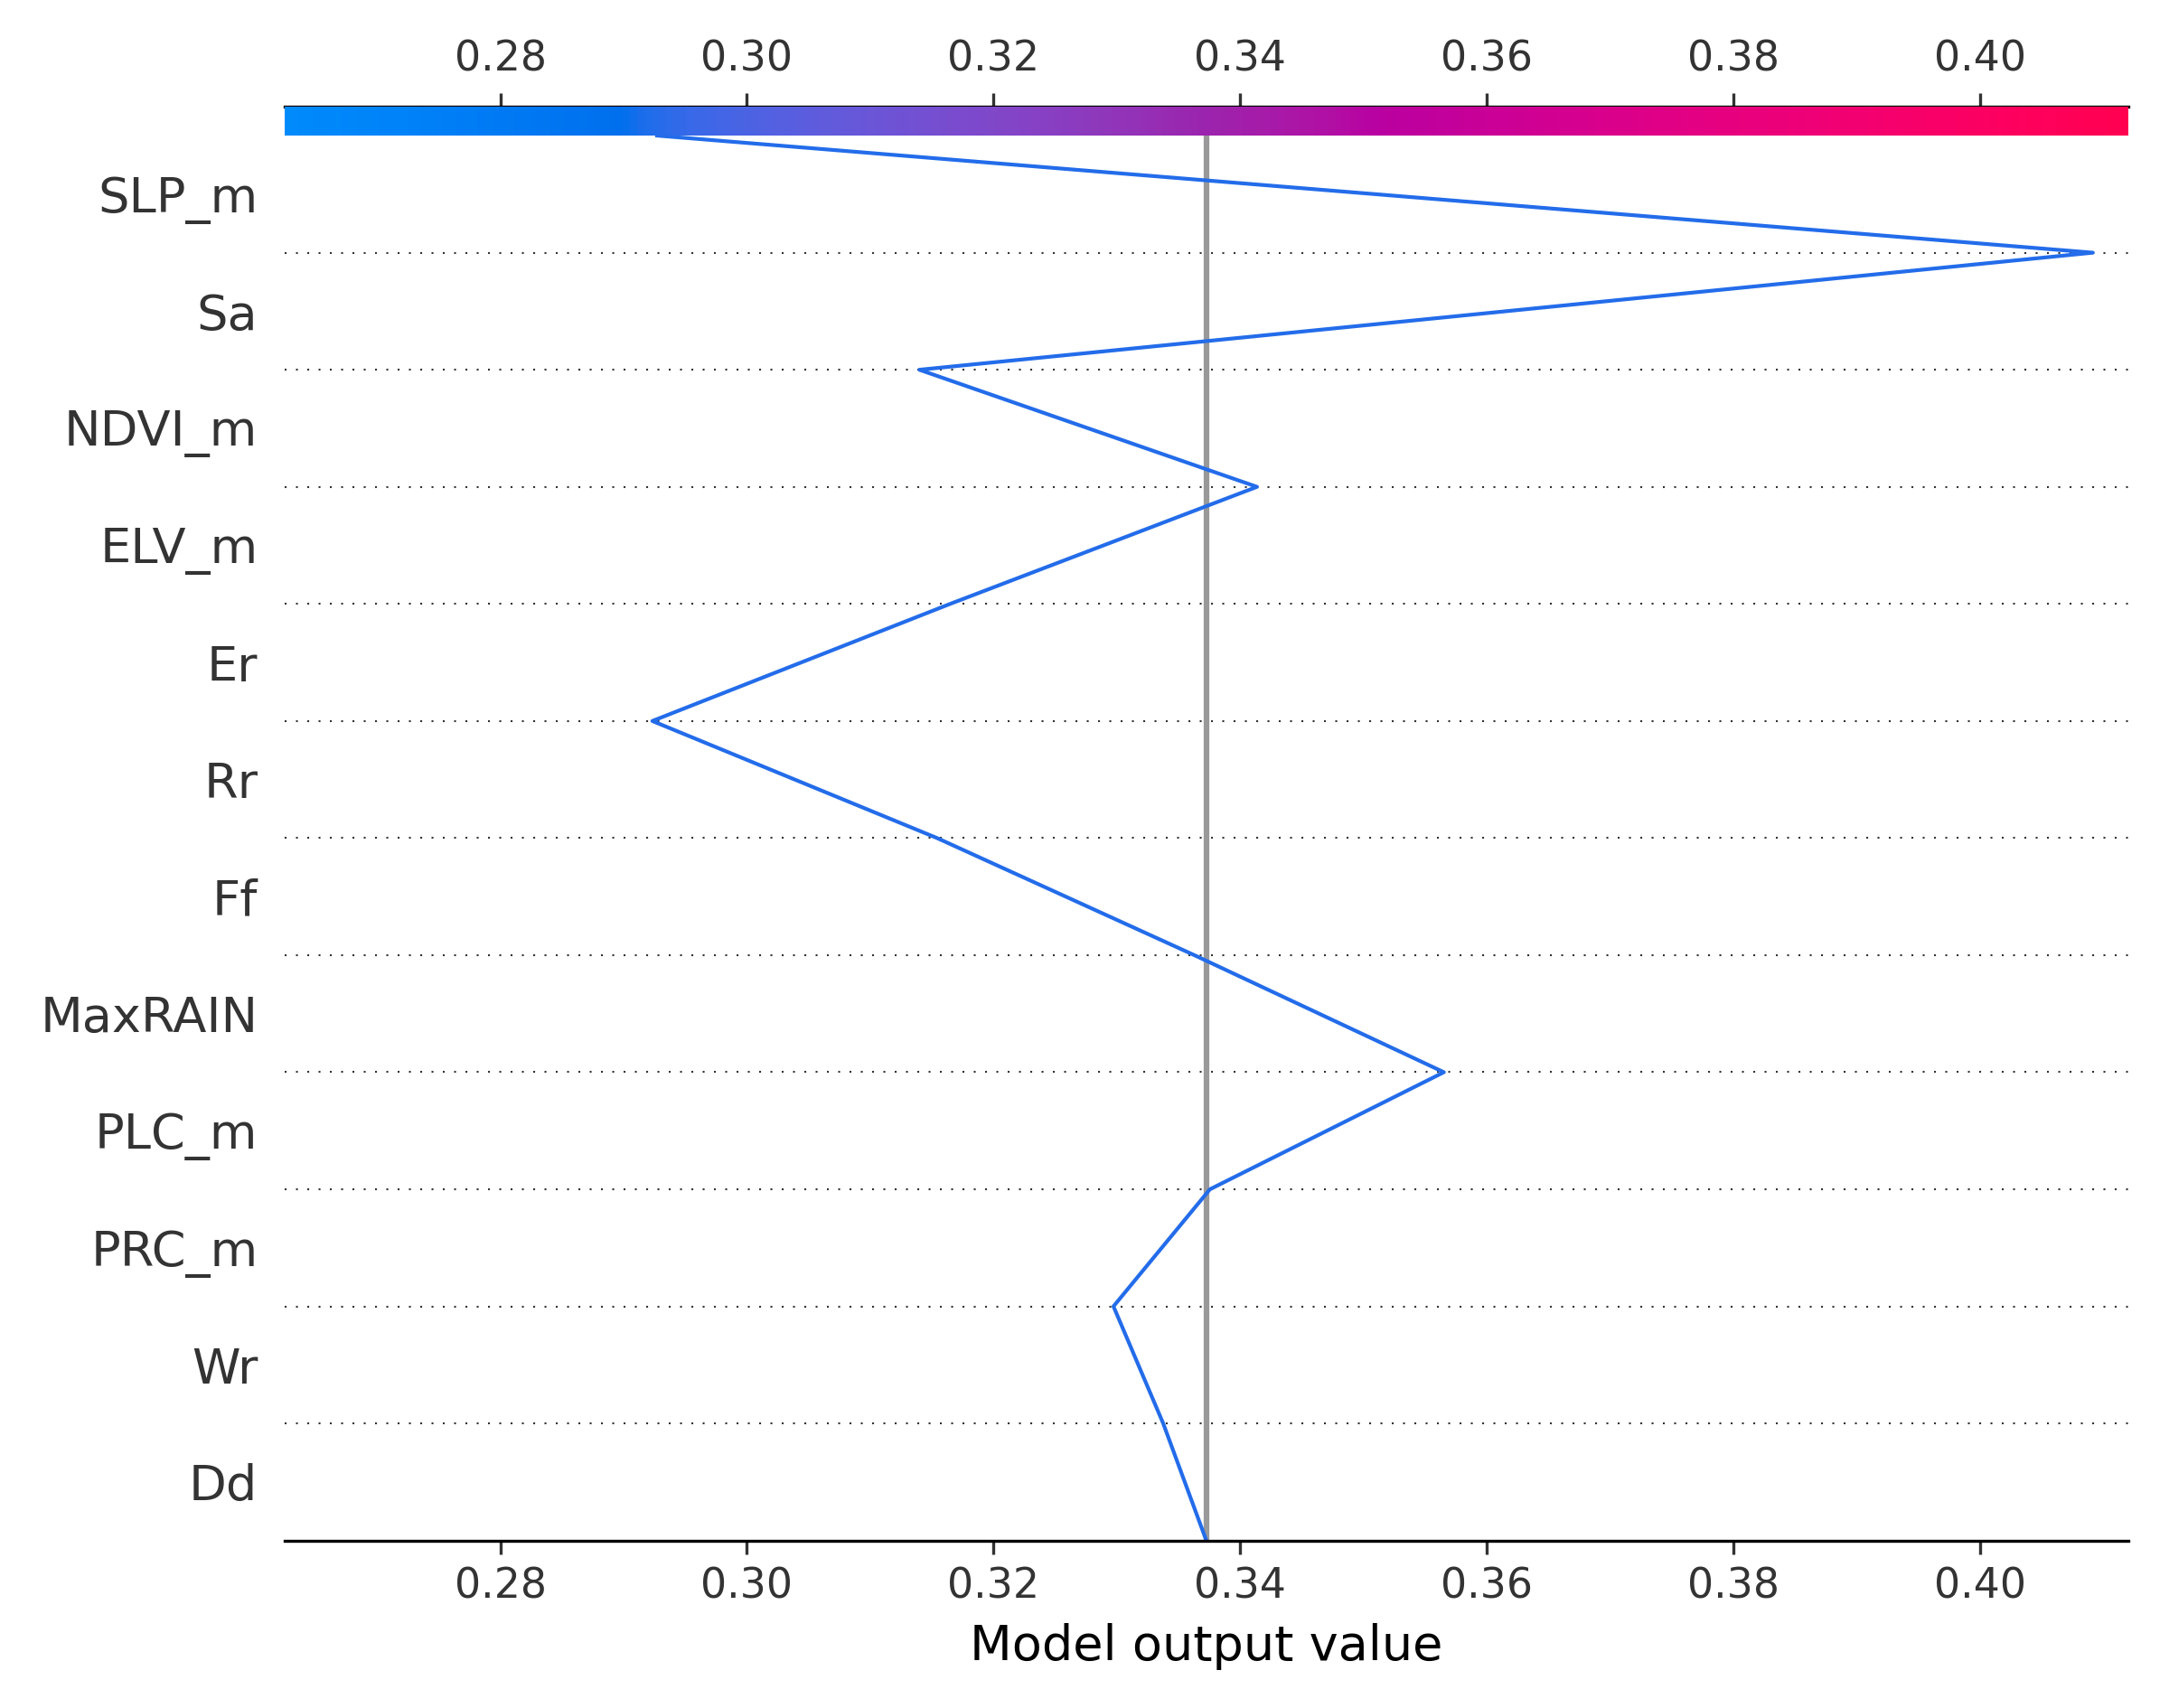 0.28 0.30 0.32 0.34 0.36 0.38 0.40
SLP_m
Sa
NDVI_m
ELV_m
Er
Rr
Ff
MaxRAIN
PLC_m
PRC_m
Wr
Dd
0.28 0.30 0.32 0.34 0.36 0.38 0.40
Model output value